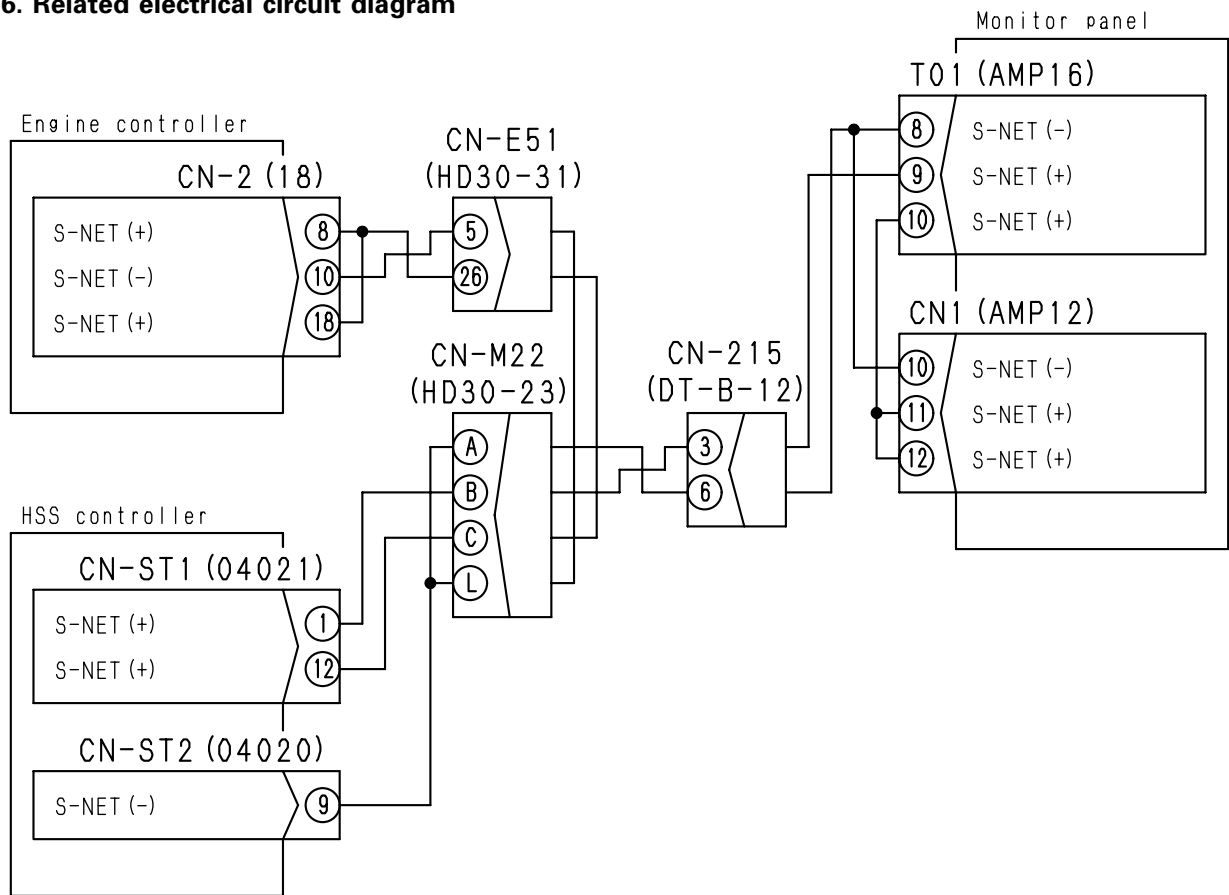 6. Related electrical circuit diagram
Monitor panel
T01 (AMP16)
8 S-NET (-)
9 S-NET (+)
10 S-NET (+)
CN1 (AMP12)
10 S-NET (-)
11 S-NET (+)
12 S-NET (+)
Engine controller
CN-2 (18)
S-NET (+) 8
S-NET (-) 10
S-NET (+) 18
CN-E51
(HD30-31)
5
26
CN-M22
(HD30-23)
A
B
C
L
CN-215
(DT-B-12)
3
6
HSS controller
CN-ST1 (04021)
S-NET (+) 1
S-NET (+) 12
CN-ST2 (04020)
S-NET (-) 9